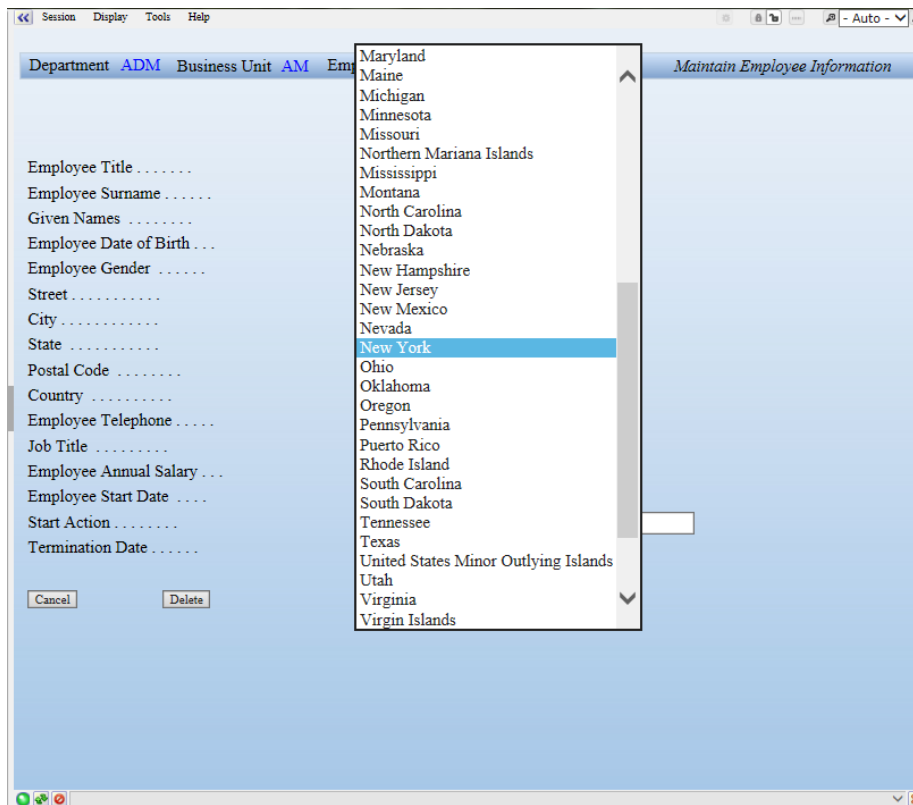 Session Display Tools Help - Auto -
Department ADM Business Unit AM Em Maintain Employee Information
Maryland
Maine
Michigan
Minnesota
Missouri
Northern Mariana Islands
Mississippi
Montana
North Carolina
North Dakota
Nebraska
New Hampshire
New Jersey
New Mexico
Nevada
New York
Ohio
Oklahoma
Oregon
Pennsylvania
Puerto Rico
Rhode Island
South Carolina
South Dakota
Tennessee
Texas
United States Minor Outlying Islands
Utah
Virginia
Virgin Islands
Employee Title . . . . . . .
Employee Surname . . . . . .
Given Names . . . . . . . .
Employee Date of Birth . . .
Employee Gender . . . . . .
Street . . . . . . . . . . .
City . . . . . . . . . . . .
State . . . . . . . . . . .
Postal Code . . . . . . . .
Country . . . . . . . . . .
Employee Telephone . . . . .
Job Title . . . . . . . . .
Employee Annual Salary . . .
Employee Start Date . . . .
Start Action . . . . . . . .
Termination Date . . . . . .
Cancel Delete